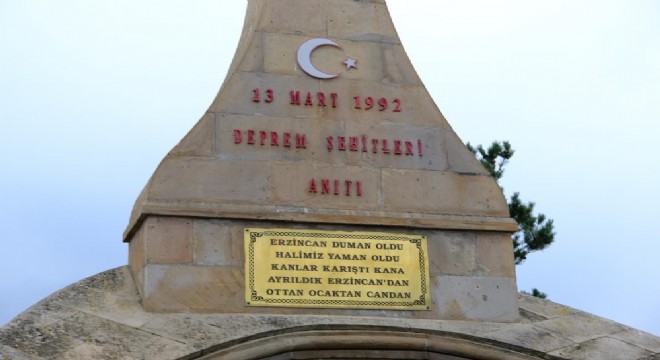 13 MART 1992
DEPREM ŞEHİTLERİ
ANITI
ERZİNCAN DUMAN OLDU
HALİMİZ YAMAN OLDU
KANLAR KARIŞTI KANA
AYRILDIK ERZİNCAN'DAN
OTTAN OCAKTAN CANDAN